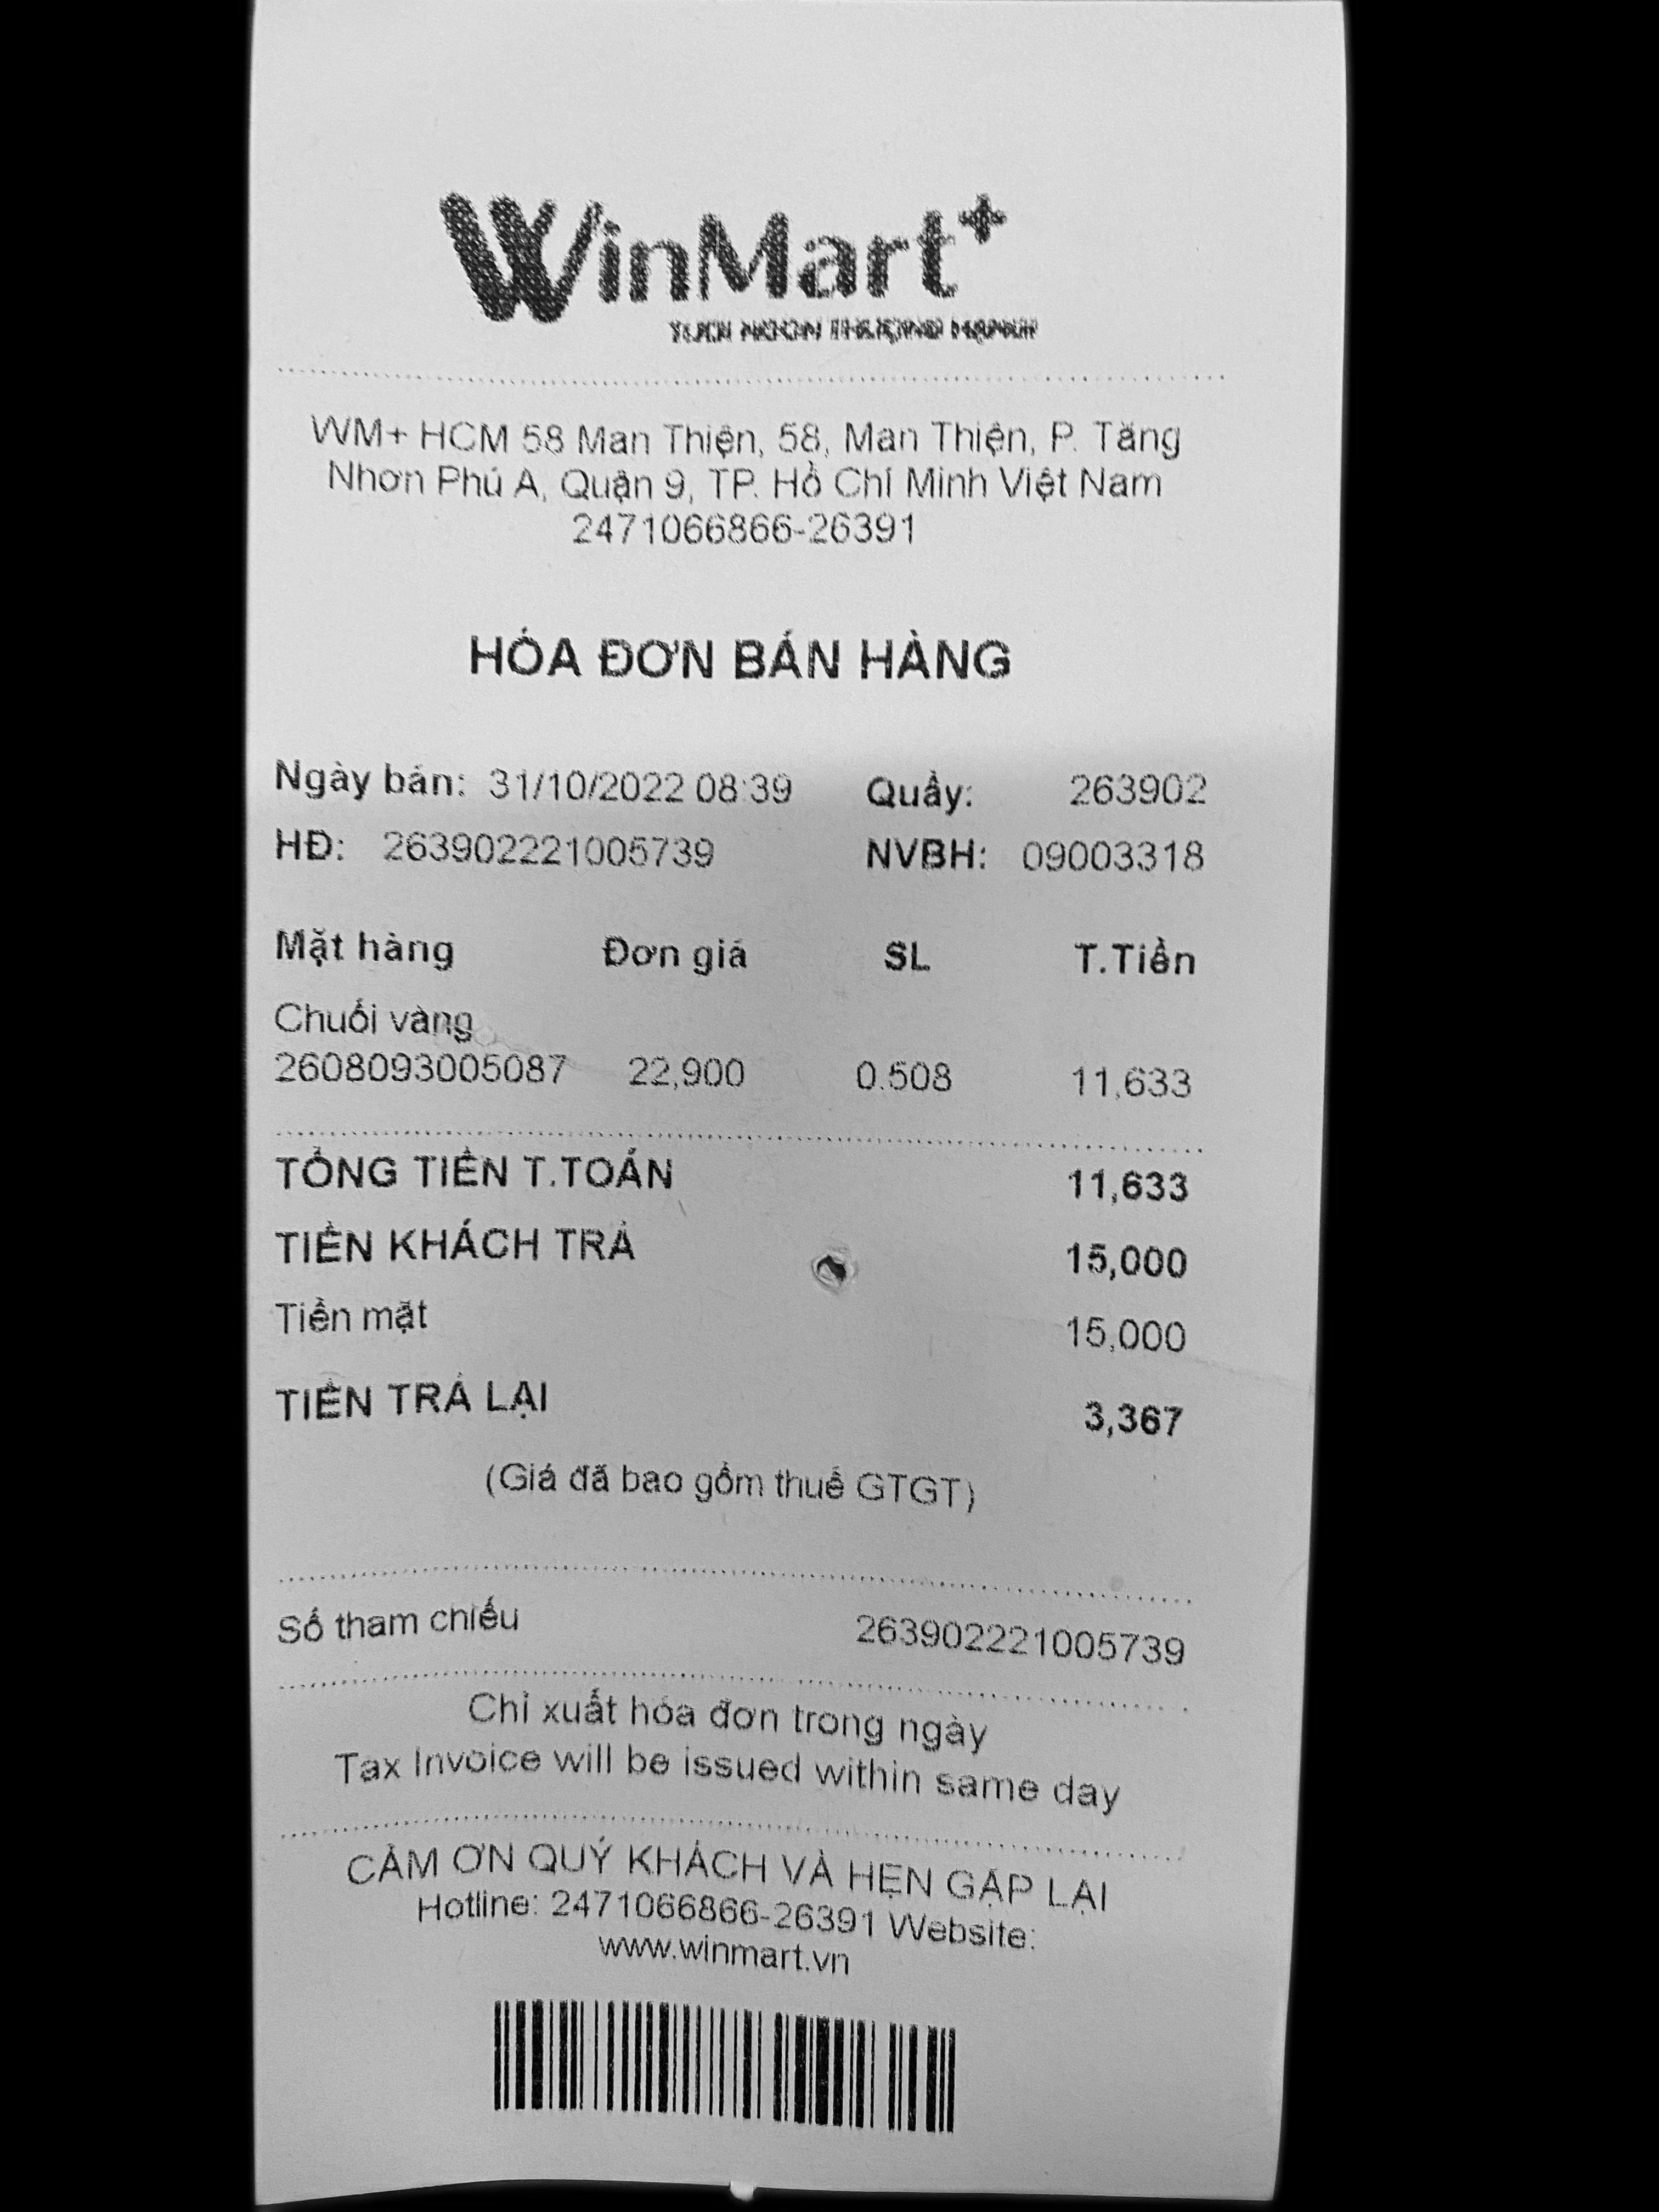 WinMart+
WM+ HCM 58 Man Thiện, 58, Man Thiện, P. Tăng
Nhơn Phú A, Quận 9, TP. Hồ Chí Minh Việt Nam
2471066866-26391
HÓA ĐƠN BÁN HÀNG
Ngày bán: 31/10/2022 08:39 Quầy: 263902
HĐ: 263902221005739 NVBH: 09003318
Mặt hàng Đơn giá SL T.Tiền
Chuối vàng
2608093005087 22,900 0.508 11,633
TỔNG TIỀN T.TOÁN 11,633
TIỀN KHÁCH TRẢ 15,000
Tiền mặt 15,000
TIỀN TRẢ LẠI 3,367
(Giá đã bao gồm thuế GTGT)
Số tham chiếu 263902221005739
Chỉ xuất hóa đơn trong ngày
Tax Invoice will be issued within same day
CẢM ƠN QUÝ KHÁCH VÀ HẸN GẶP LẠI
Hotline: 2471066866-26391 Website:
www.winmart.vn